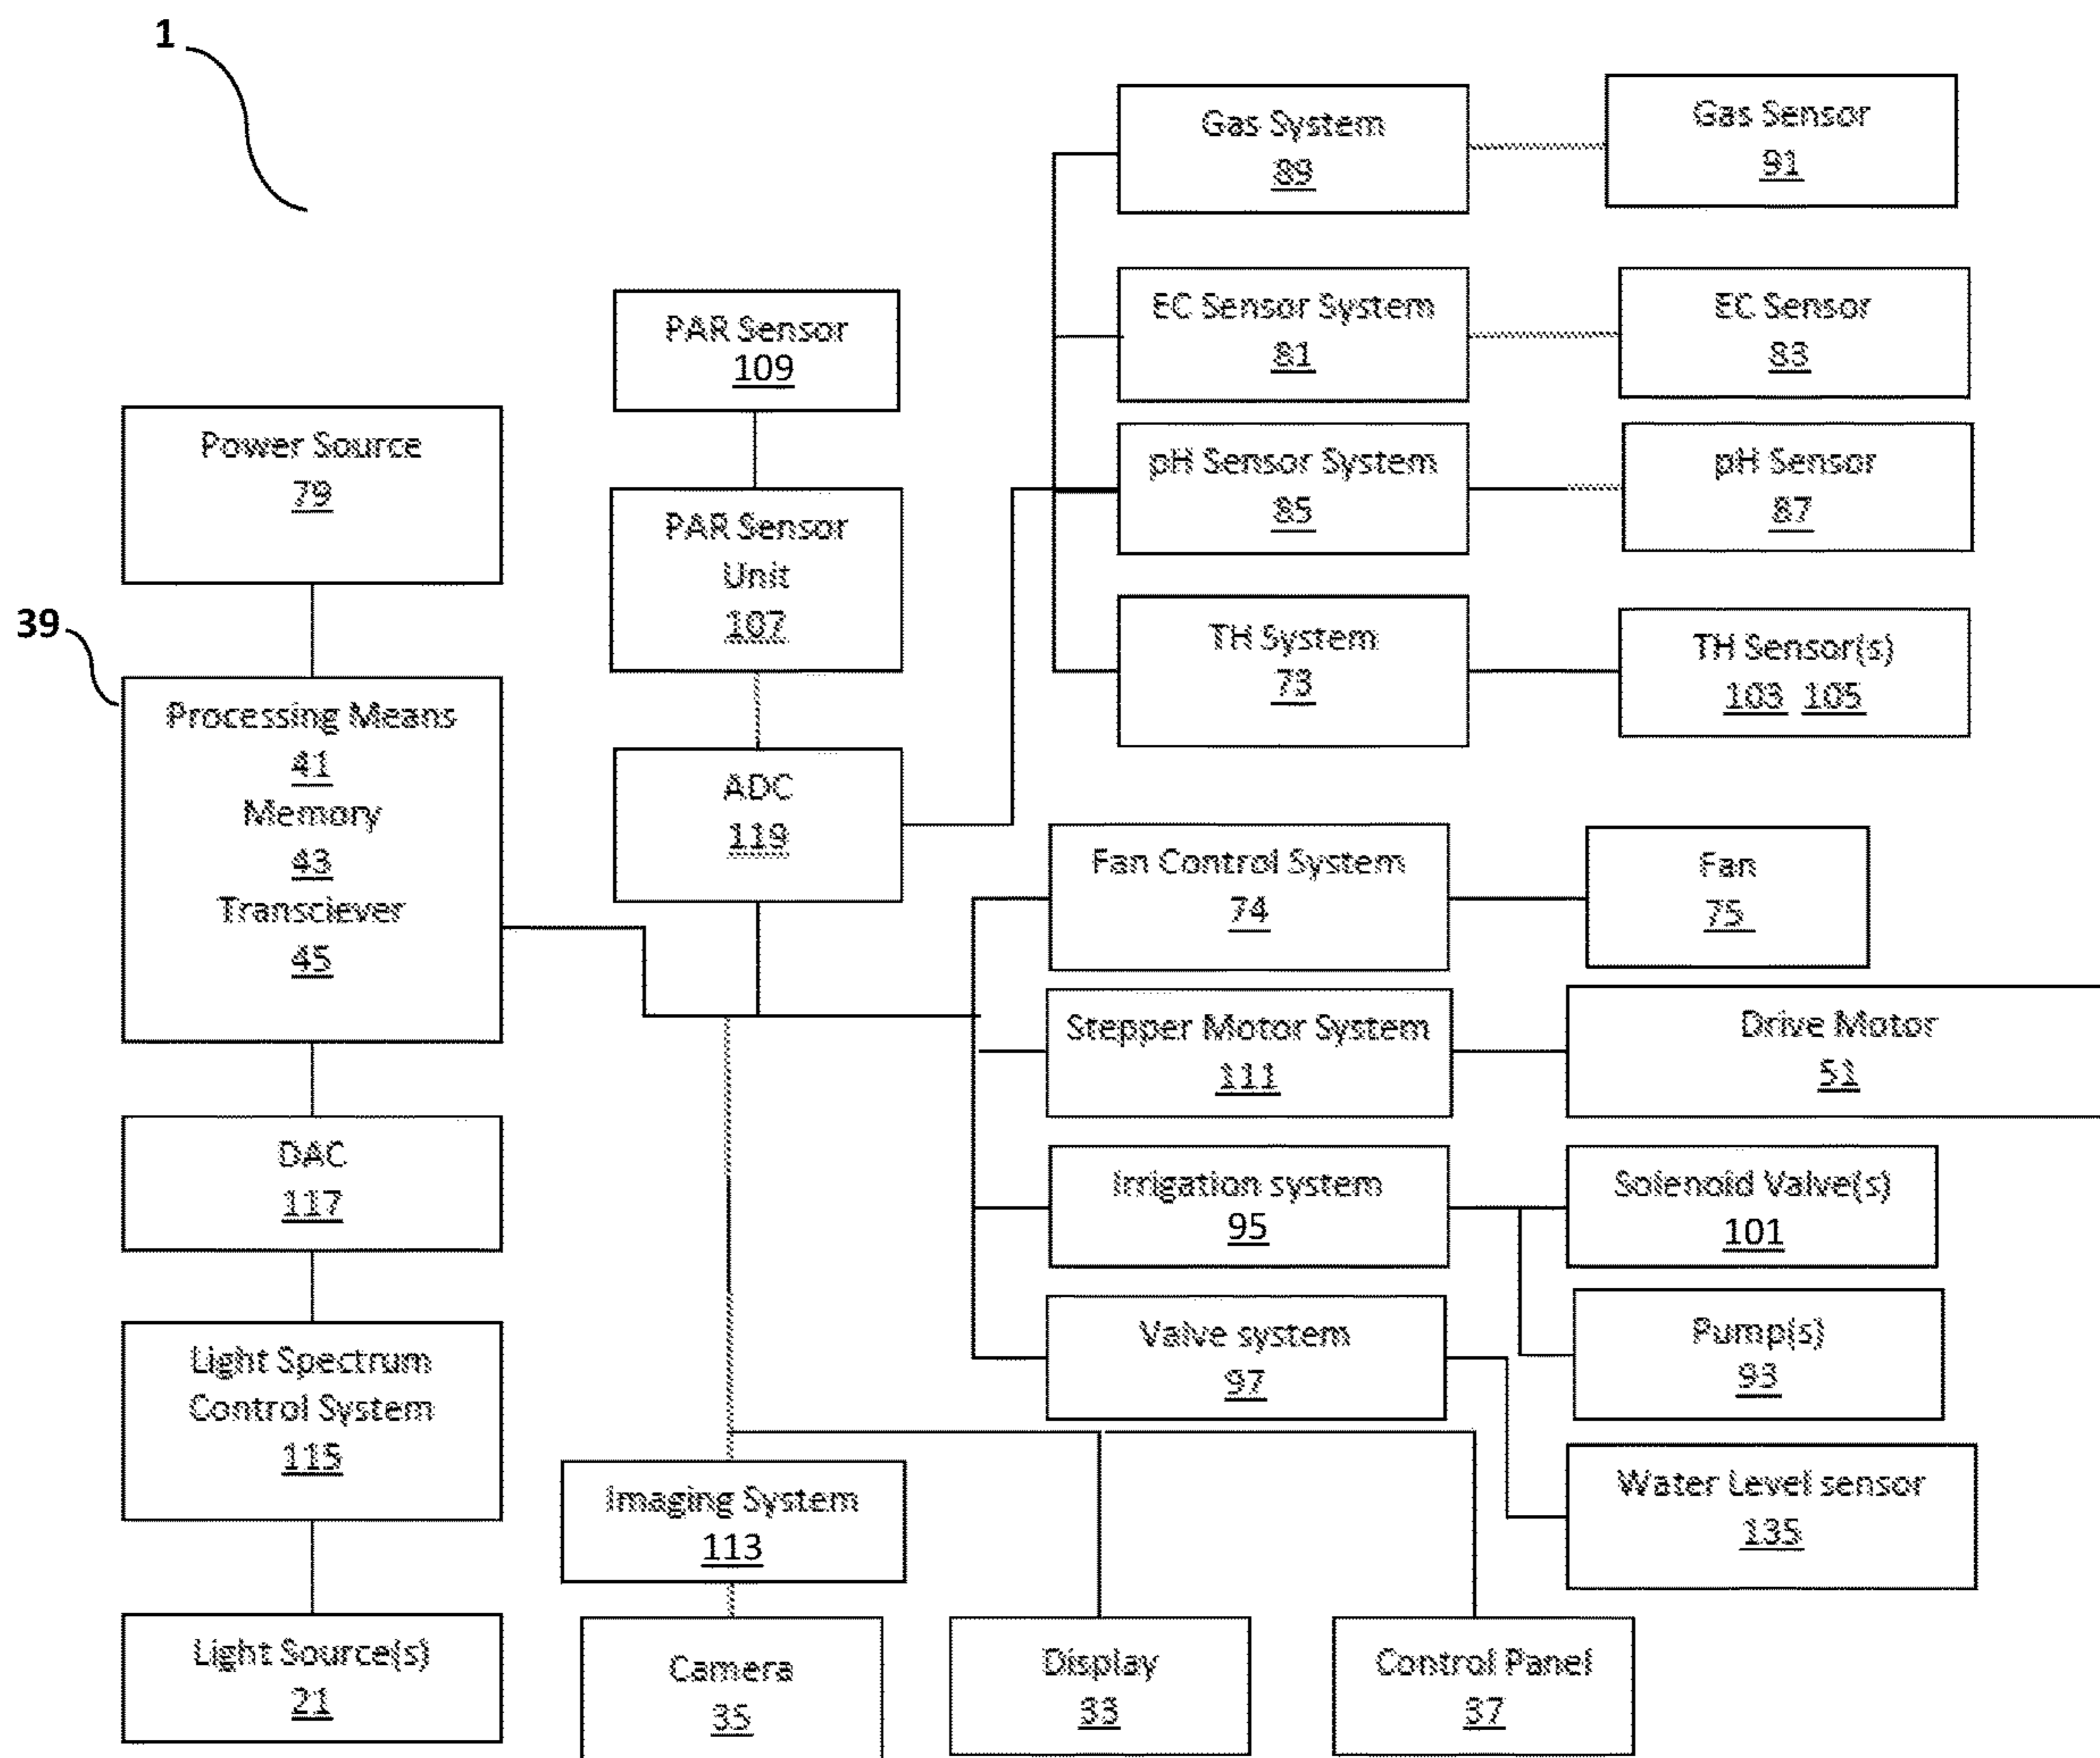 1
Gas System
89
Gas Sensor
91
PAR Sensor
109
EC Sensor System
81
EC Sensor
83
Power Source
79
PAR Sensor
Unit
107
pH Sensor System
85
pH Sensor
87
39
TH System
73
TH Sensor(s)
103 105
Processing Means
41
Memory
43
Transciever
45
ADC
119
Fan Control System
74
Fan
75
Stepper Motor System
111
Drive Motor
51
DAC
117
Irrigation system
95
Solenoid Valve(s)
101
Valve system
97
Pump(s)
93
Light Spectrum
Control System
115
Imaging System
113
Water Level sensor
135
Light Source(s)
21
Camera
35
Display
33
Control Panel
37